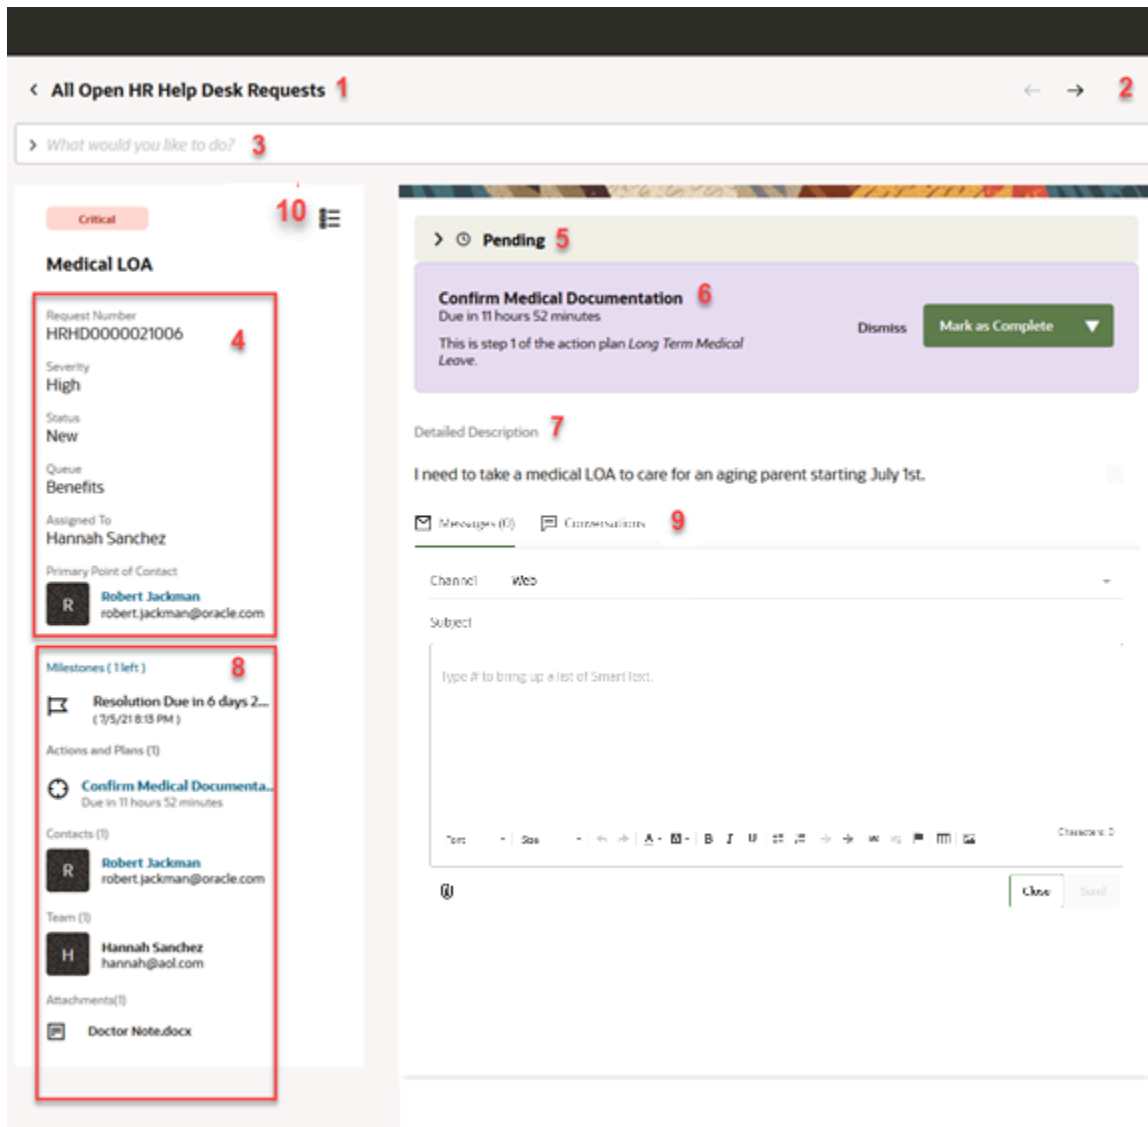 All Open HR Help Desk Requests 1
2
What would you like to do? 3
Critical
10
Medical LOA
Request Number
HRHD0000021006
4
Severity
High
Status
New
Queue
Benefits
Assigned To
Hannah Sanchez
Primary Point of Contact
R
Robert Jackman
robert.jackman@oracle.com
Milestones ( 1 left )
8
Resolution Due in 6 days 2...
( 7/5/21 8:13 PM )
Actions and Plans (1)
Confirm Medical Documenta...
Due in 11 hours 52 minutes
Contacts (1)
R
Robert Jackman
robert.jackman@oracle.com
Team (1)
H
Hannah Sanchez
hannah@aol.com
Attachments(1)
Doctor Note.docx
Pending 5
Confirm Medical Documentation 6
Due in 11 hours 52 minutes
This is step 1 of the action plan Long Term Medical
Leave.
Dismiss
Mark as Complete
Detailed Description 7
I need to take a medical LOA to care for an aging parent starting July 1st.
Messages (0) Conversations 9
Channel Web
Subject
Type # to bring up a list of SmartText.
Font Size A B I U
Characters: 0
Close Send